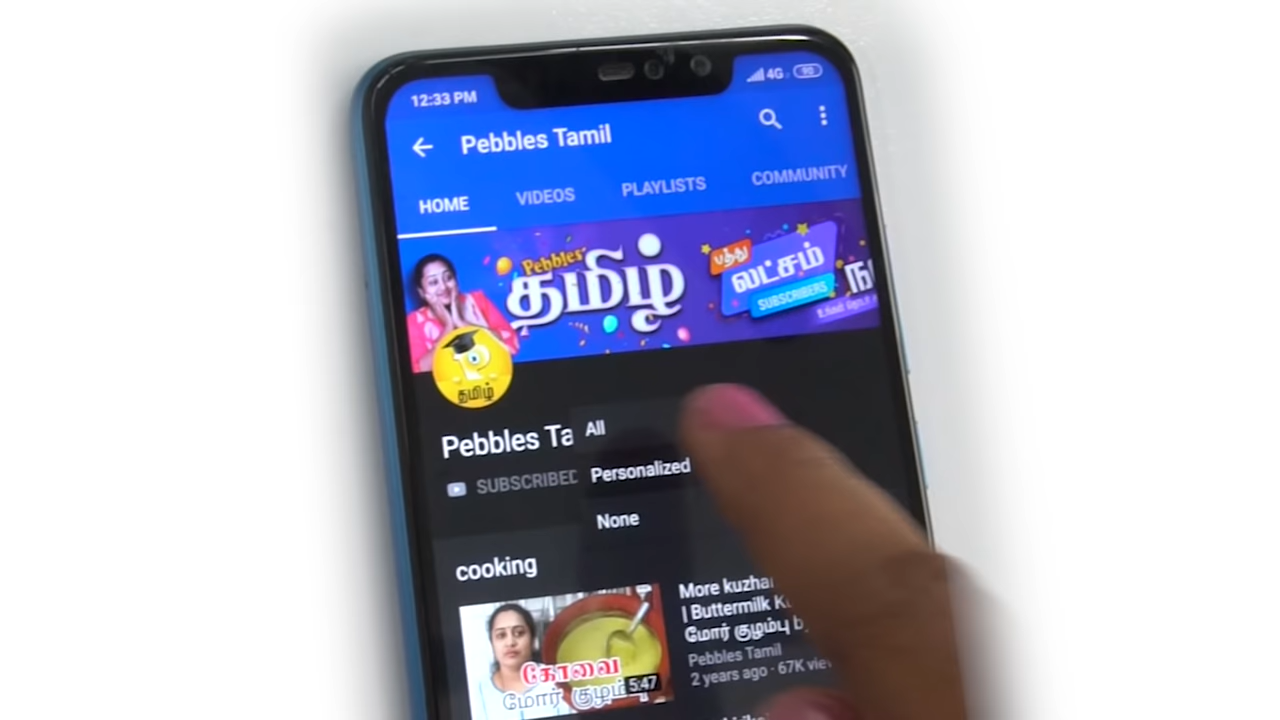 12:33 PM
4G
90
Pebbles Tamil
HOME VIDEOS PLAYLISTS COMMUNITY
Pebbles'
தமிழ்
பத்து
லட்சம்
SUBSCRIBERS
P
தமிழ்
Pebbles Ta
SUBSCRIBED
All
Personalized
None
cooking
More kuzha
| Buttermilk
மோர் குழம்பு
Pebbles Tamil
2 years ago · 67K
கோவை
மோர் குழம்பு
5:47